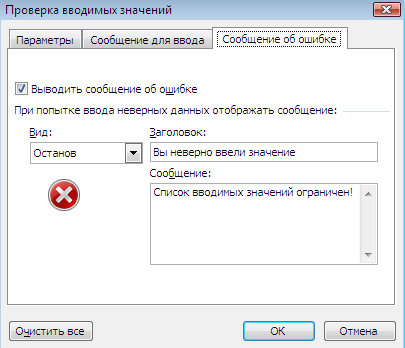 Проверка вводимых значений
Параметры Сообщение для ввода Сообщение об ошибке
Выводить сообщение об ошибке
При попытке ввода неверных данных отображать сообщение:
Вид: Заголовок:
Останов Вы неверно ввели значение
Сообщение:
Список вводимых значений ограничен!
Очистить все ОК Отмена